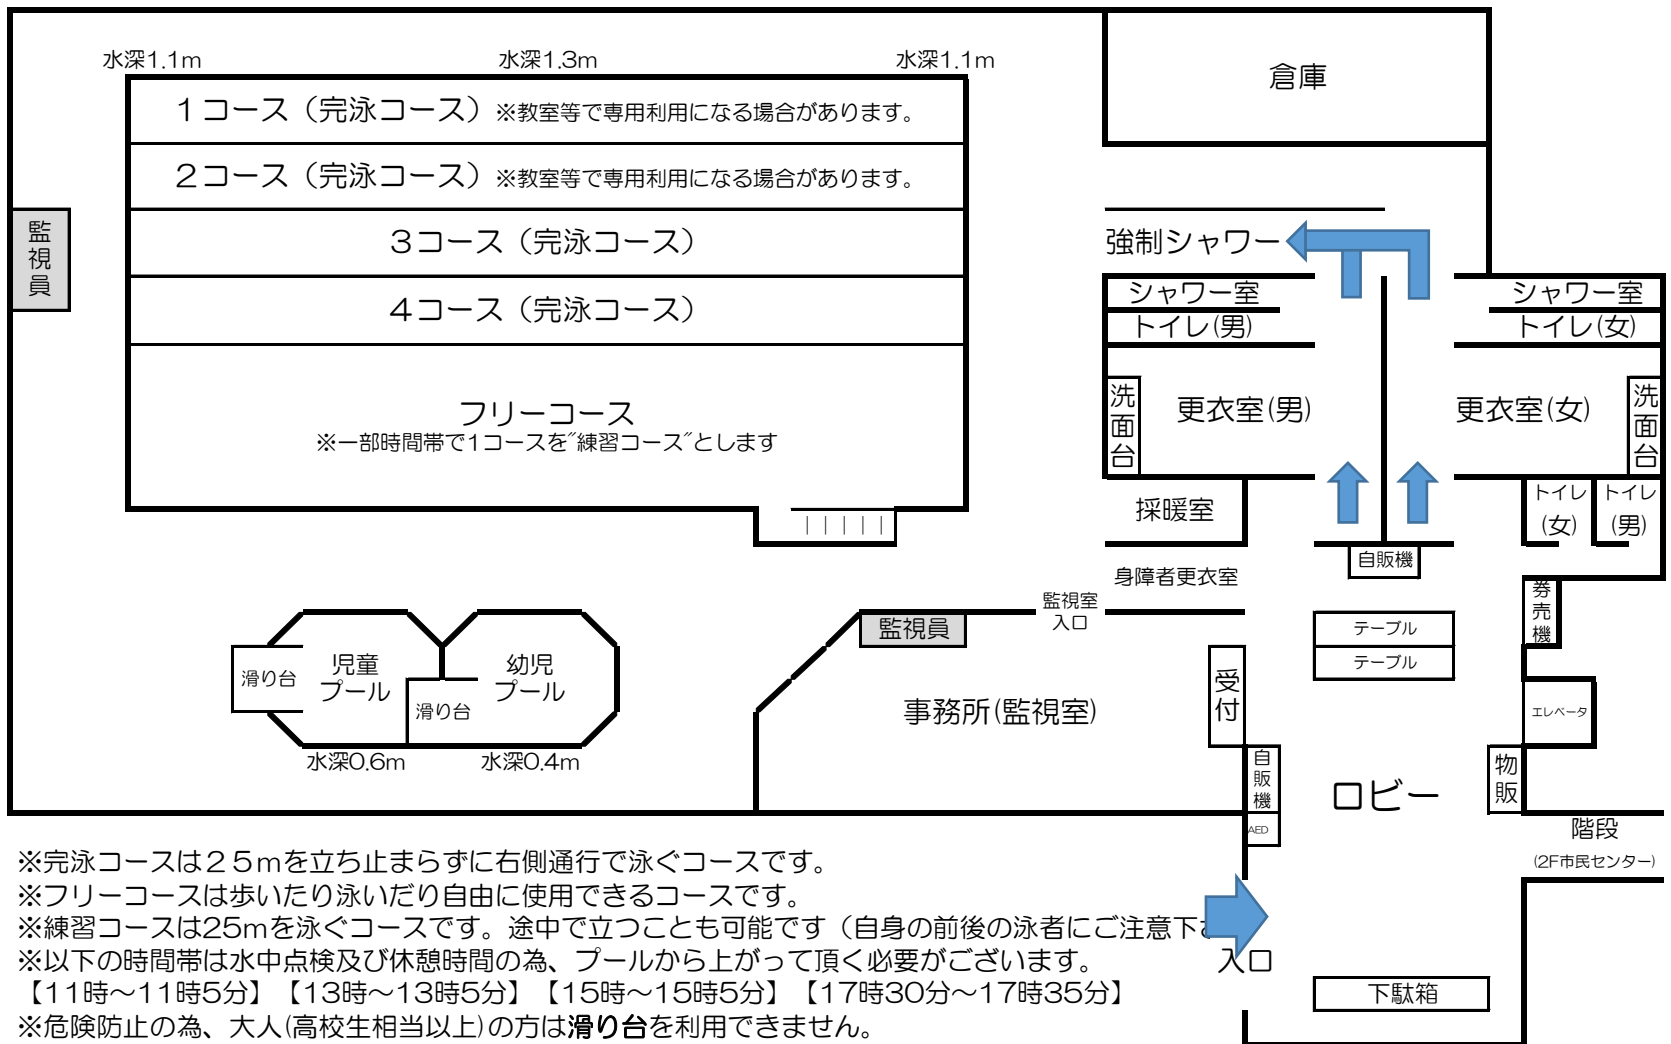 水深1.1m
水深1.3m
水深1.1m
倉庫
1コース（完泳コース）※教室等で専用利用になる場合があります。
2コース（完泳コース）※教室等で専用利用になる場合があります。
3コース（完泳コース）
4コース（完泳コース）
監視員
フリーコース
※一部時間帯で1コースを″練習コース″とします
強制シャワー
シャワー室
シャワー室
トイレ(男)
トイレ(女)
洗面台
更衣室(男)
更衣室(女)
洗面台
採暖室
トイレ
(女)
トイレ
(男)
自販機
身障者更衣室
監視室
入口
監視員
券売機
テーブル
テーブル
滑り台
児童
プール
幼児
プール
滑り台
事務所(監視室)
受付
エレベータ
水深0.6m
水深0.4m
自販機
AED
ロビー
物販
階段
(2F市民センター)
※完泳コースは２５ｍを立ち止まらずに右側通行で泳ぐコースです。
※フリーコースは歩いたり泳いだり自由に使用できるコースです。
※練習コースは25mを泳ぐコースです。途中で立つことも可能です（自身の前後の泳者にご注意下
※以下の時間帯は水中点検及び休憩時間の為、プールから上がって頂く必要がございます。
【11時～11時5分】【13時～13時5分】【15時～15時5分】【17時30分～17時35分】
※危険防止の為、大人(高校生相当以上)の方は滑り台を利用できません。
入口
下駄箱